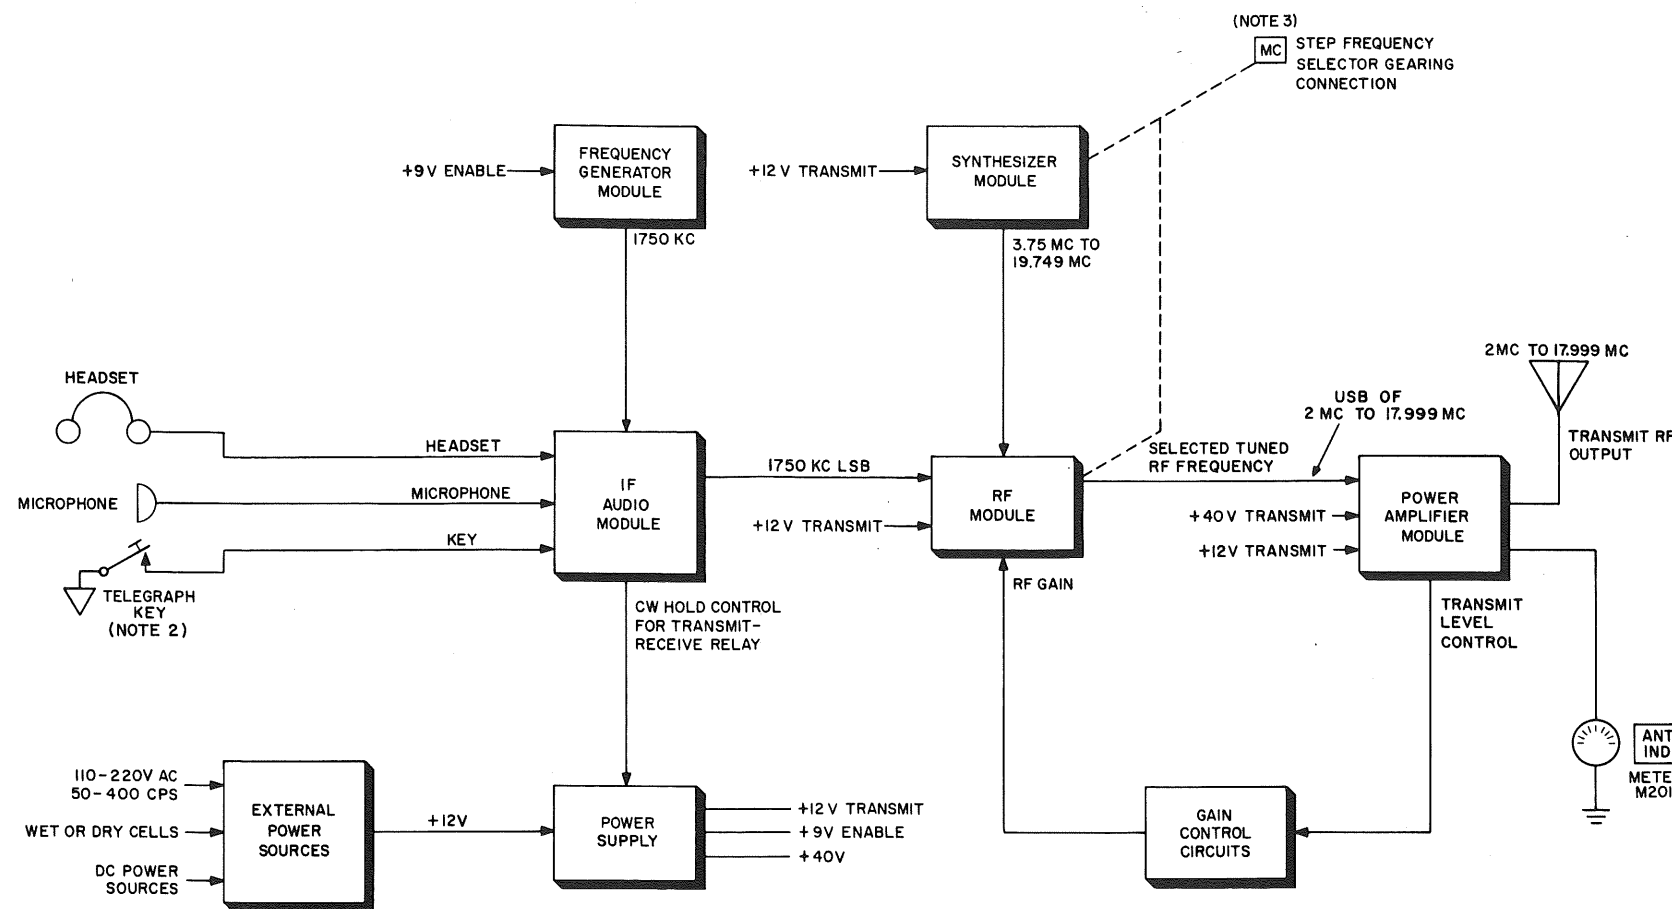 (NOTE 3)
MC
STEP FREQUENCY
SELECTOR GEARING
CONNECTION
+9V ENABLE
FREQUENCY
GENERATOR
MODULE
+12V TRANSMIT
SYNTHESIZER
MODULE
1750 KC
3.75 MC TO
19.749 MC
2MC TO 17.999 MC
HEADSET
HEADSET
USB OF
2 MC TO 17.999 MC
TRANSMIT RF
OUTPUT
MICROPHONE
MICROPHONE
IF
AUDIO
MODULE
1750 KC LSB
+12V TRANSMIT
RF
MODULE
SELECTED TUNED
RF FREQUENCY
+40V TRANSMIT
+12V TRANSMIT
POWER
AMPLIFIER
MODULE
KEY
TELEGRAPH
KEY
(NOTE 2)
CW HOLD CONTROL
FOR TRANSMIT-
RECEIVE RELAY
RF GAIN
TRANSMIT
LEVEL
CONTROL
ANT
IND
METE
M201
110-220V AC
50-400 CPS
WET OR DRY CELLS
DC POWER
SOURCES
EXTERNAL
POWER
SOURCES
+12V
POWER
SUPPLY
+12V TRANSMIT
+9V ENABLE
+40V
GAIN
CONTROL
CIRCUITS